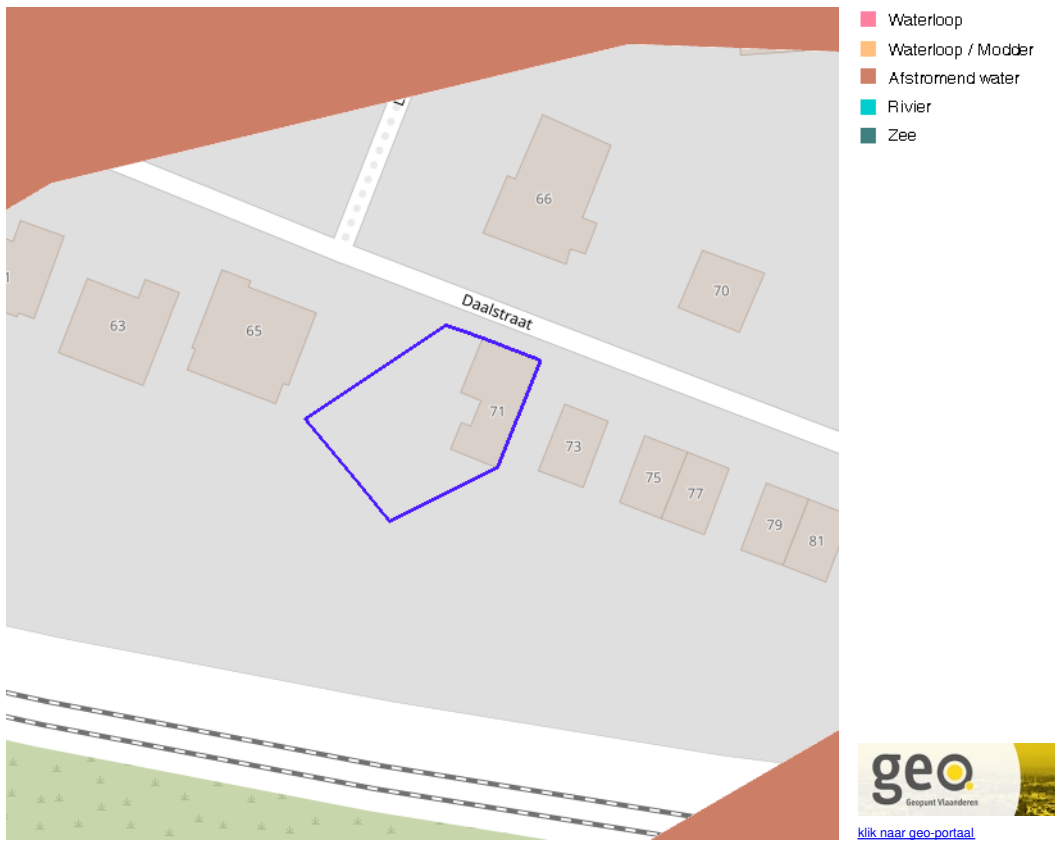 Waterloop
Waterloop / Modder
Afstromend water
Rivier
Zee
66
70
63
65
Daalstraat
71
73
75
77
79
81
geo
Geopunt Vlaanderen
klik naar geo-portaal